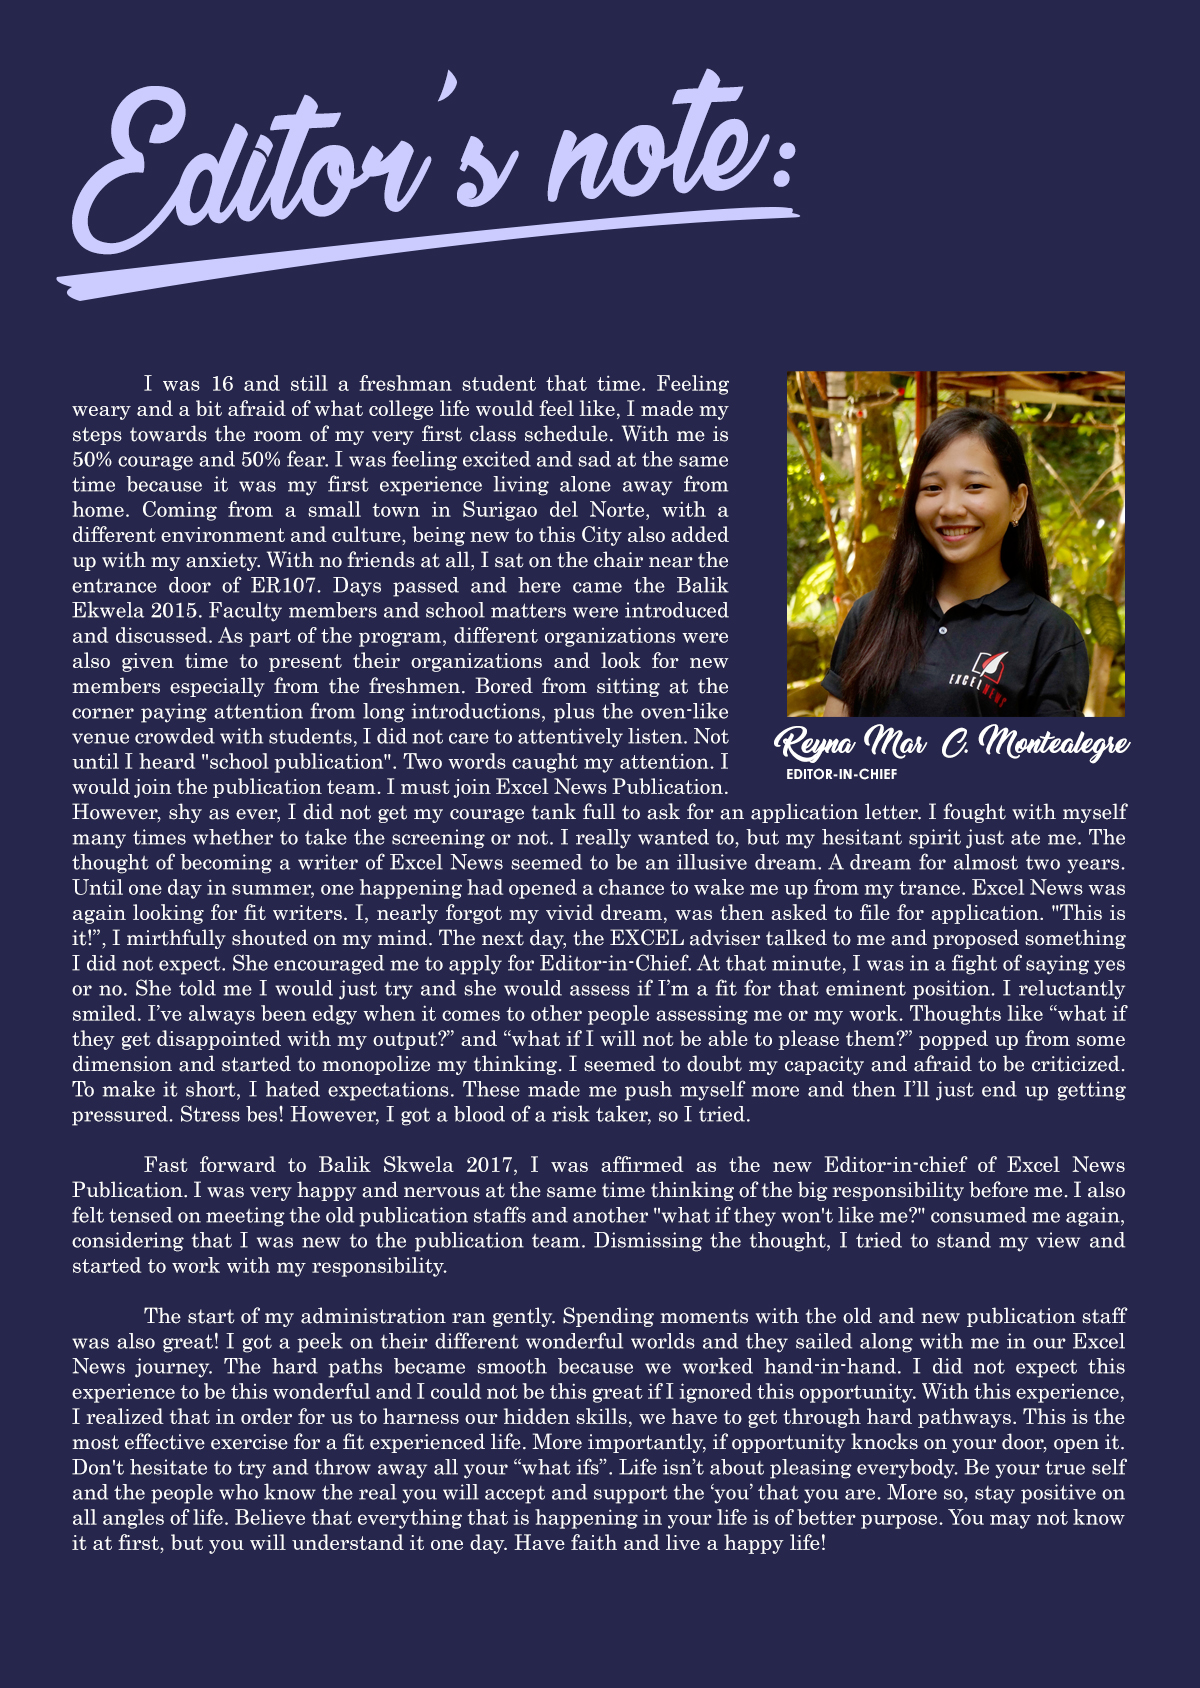 Editor's note:
I was 16 and still a freshman student that time. Feeling
weary and a bit afraid of what college life would feel like, I made my
steps towards the room of my very first class schedule. With me is
50% courage and 50% fear. I was feeling excited and sad at the same
time because it was my first experience living alone away from
home. Coming from a small town in Surigao del Norte, with a
different environment and culture, being new to this City also added
up with my anxiety. With no friends at all, I sat on the chair near the
entrance door of ER107. Days passed and here came the Balik
Ekwela 2015. Faculty members and school matters were introduced
and discussed. As part of the program, different organizations were
also given time to present their organizations and look for new
members especially from the freshmen. Bored from sitting at the
corner paying attention from long introductions, plus the oven-like
venue crowded with students, I did not care to attentively listen. Not
until I heard "school publication". Two words caught my attention. I
would join the publication team. I must join Excel News Publication.
However, shy as ever, I did not get my courage tank full to ask for an application letter. I fought with myself
many times whether to take the screening or not. I really wanted to, but my hesitant spirit just ate me. The
thought of becoming a writer of Excel News seemed to be an illusive dream. A dream for almost two years.
Until one day in summer, one happening had opened a chance to wake me up from my trance. Excel News was
again looking for fit writers. I, nearly forgot my vivid dream, was then asked to file for application. "This is
it!”, I mirthfully shouted on my mind. The next day, the EXCEL adviser talked to me and proposed something
I did not expect. She encouraged me to apply for Editor-in-Chief. At that minute, I was in a fight of saying yes
or no. She told me I would just try and she would assess if I’m a fit for that eminent position. I reluctantly
smiled. I’ve always been edgy when it comes to other people assessing me or my work. Thoughts like “what if
they get disappointed with my output?” and “what if I will not be able to please them?” popped up from some
dimension and started to monopolize my thinking. I seemed to doubt my capacity and afraid to be criticized.
To make it short, I hated expectations. These made me push myself more and then I’ll just end up getting
pressured. Stress bes! However, I got a blood of a risk taker, so I tried.
Fast forward to Balik Skwela 2017, I was affirmed as the new Editor-in-chief of Excel News
Publication. I was very happy and nervous at the same time thinking of the big responsibility before me. I also
felt tensed on meeting the old publication staffs and another "what if they won't like me?" consumed me again,
considering that I was new to the publication team. Dismissing the thought, I tried to stand my view and
started to work with my responsibility.
The start of my administration ran gently. Spending moments with the old and new publication staff
was also great! I got a peek on their different wonderful worlds and they sailed along with me in our Excel
News journey. The hard paths became smooth because we worked hand-in-hand. I did not expect this
experience to be this wonderful and I could not be this great if I ignored this opportunity. With this experience,
I realized that in order for us to harness our hidden skills, we have to get through hard pathways. This is the
most effective exercise for a fit experienced life. More importantly, if opportunity knocks on your door, open it.
Don't hesitate to try and throw away all your “what ifs”. Life isn’t about pleasing everybody. Be your true self
and the people who know the real you will accept and support the ‘you’ that you are. More so, stay positive on
all angles of life. Believe that everything that is happening in your life is of better purpose. You may not know
it at first, but you will understand it one day. Have faith and live a happy life!
EXCEL NEWS
Reyna Mar C. Montealegre
EDITOR-IN-CHIEF